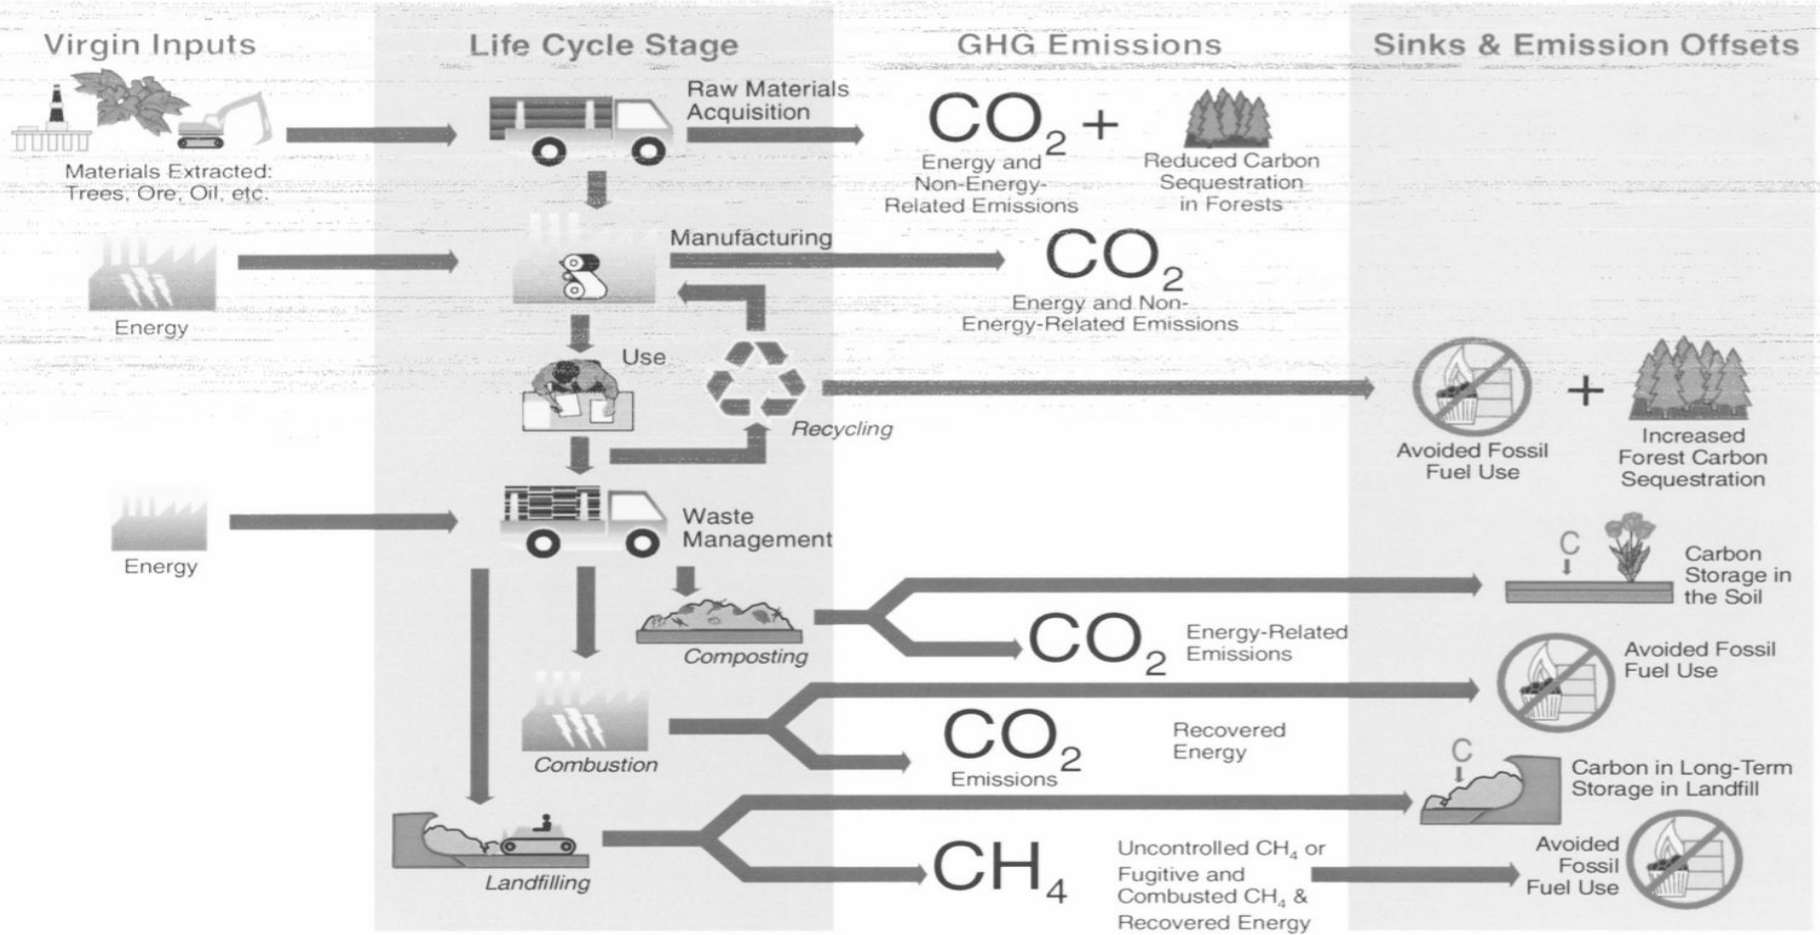 Virgin Inputs
Life Cycle Stage
GHG Emissions
Sinks & Emission Offsets
Materials Extracted:
Trees, Ore, Oil, etc.
Raw Materials
Acquisition
CO₂ +
Energy and
Non-Energy-
Related Emissions
Reduced Carbon
Sequestration
in Forests
Energy
Manufacturing
CO₂
Energy and Non-
Energy-Related Emissions
Use
Recycling
+
Avoided Fossil
Fuel Use
Increased
Forest Carbon
Sequestration
Energy
Waste
Management
Composting
C
Carbon
Storage in
the Soil
CO₂
Energy-Related
Emissions
Combustion
Avoided Fossil
Fuel Use
CO₂
Emissions
Recovered
Energy
Landfilling
C
Carbon in Long-Term
Storage in Landfill
CH₄
Uncontrolled CH₄ or
Fugitive and
Combusted CH₄ &
Recovered Energy
Avoided
Fossil
Fuel Use